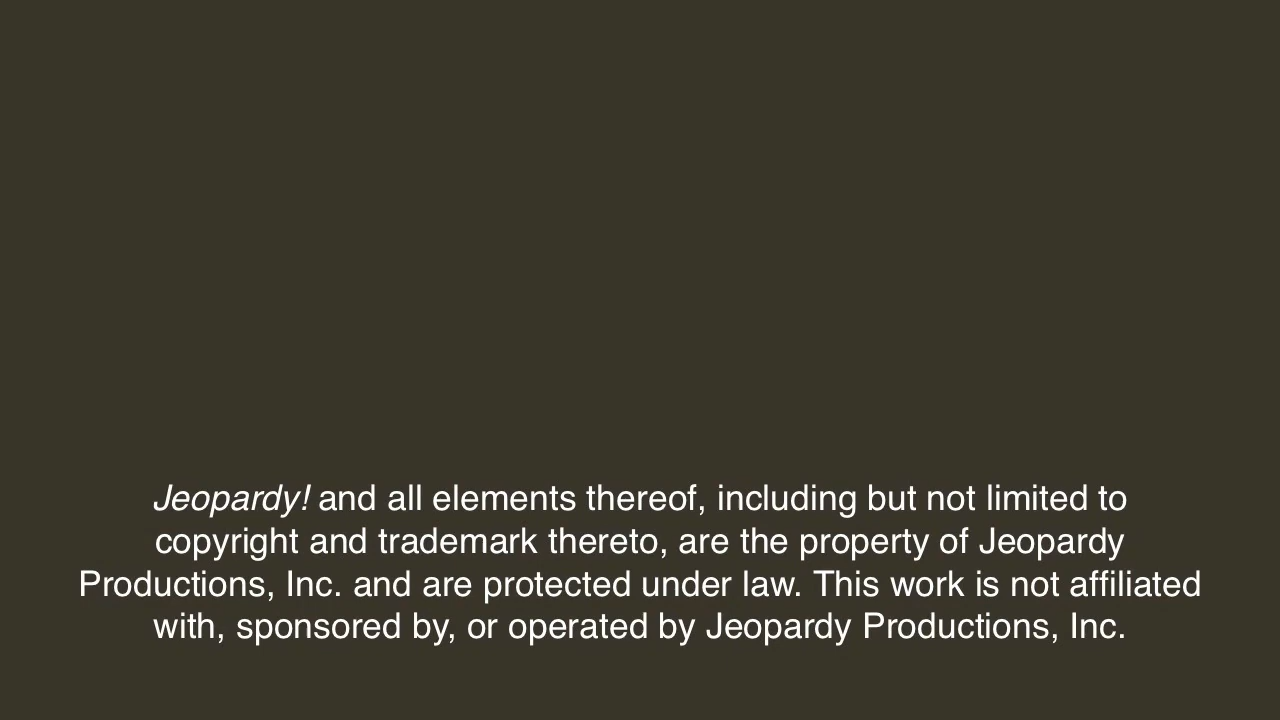 Jeopardy! and all elements thereof, including but not limited to
copyright and trademark thereto, are the property of Jeopardy
Productions, Inc. and are protected under law. This work is not affiliated
with, sponsored by, or operated by Jeopardy Productions, Inc.